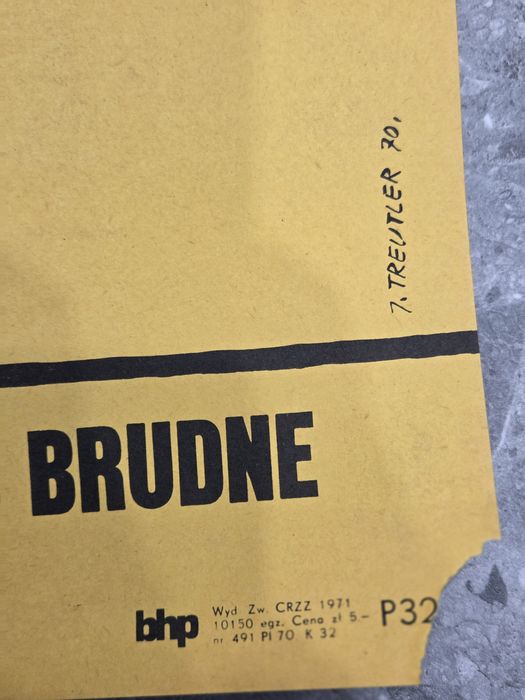 J. TREUTLER 70.
BRUDNE
bhp
Wyd Zw. CRZZ 1971
10150 egz. Cena zł 5.-
nr 491 Pl 70 K 32
P32